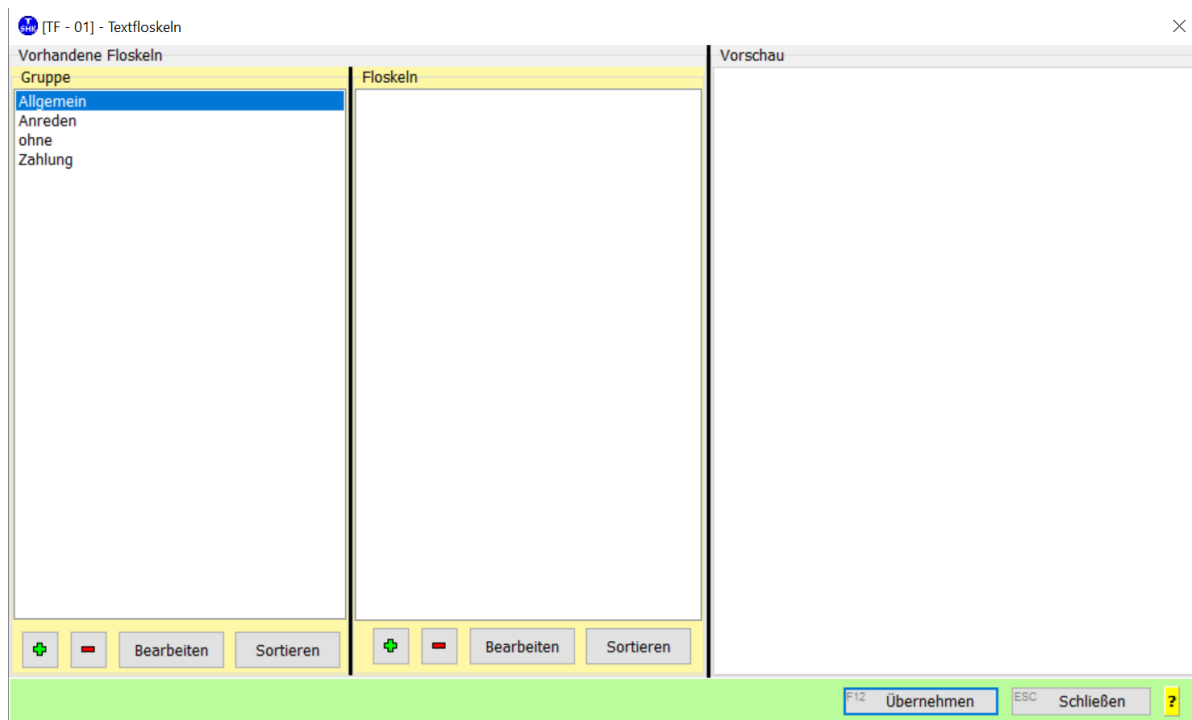 T
SHK
[TF - 01] - Textfloskeln
Vorhandene Floskeln
Gruppe
Allgemein
Anreden
ohne
Zahlung
Bearbeiten
Sortieren
Floskeln
Bearbeiten
Sortieren
Vorschau
F12 Übernehmen
ESC Schließen
?